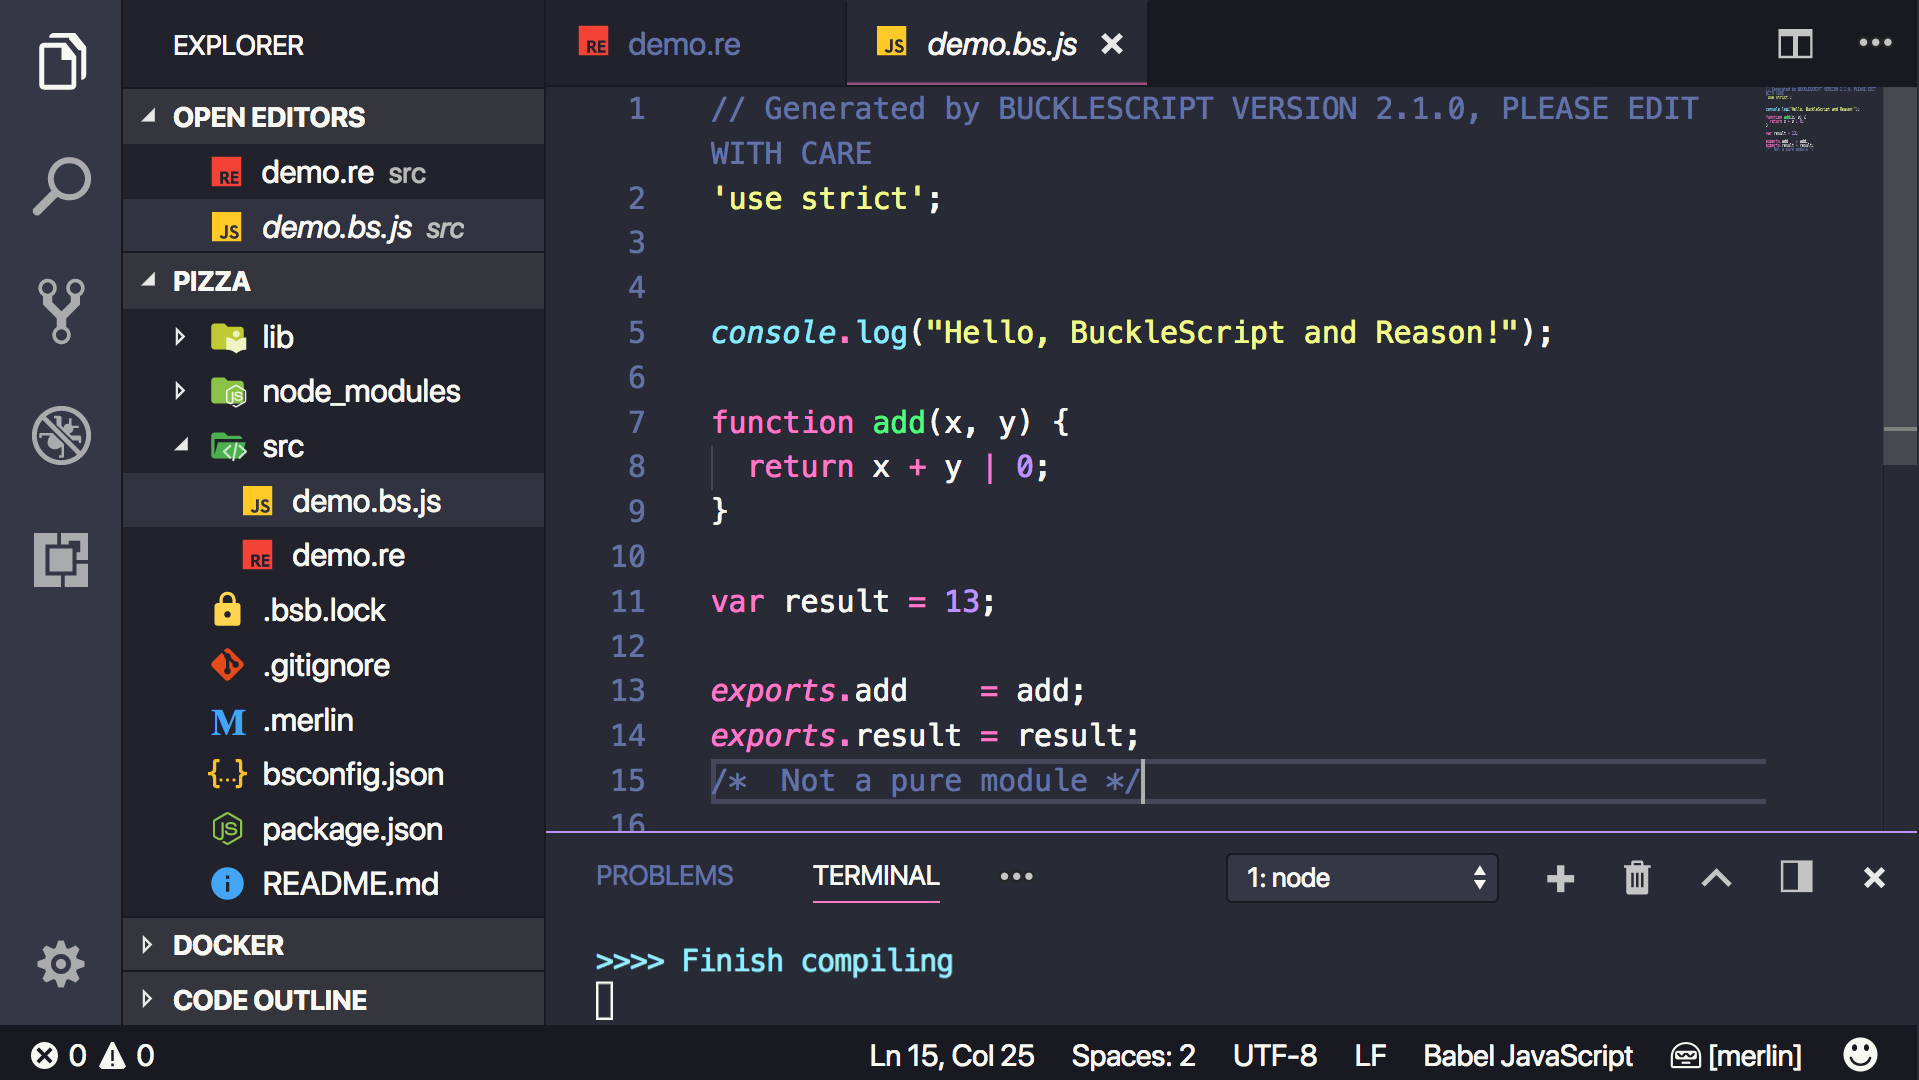 EXPLORER
OPEN EDITORS
RE demo.re src
JS demo.bs.js src
PIZZA
lib
JS node_modules
</> src
JS demo.bs.js
RE demo.re
.bsb.lock
.gitignore
M .merlin
{...} bsconfig.json
JS package.json
i README.md
DOCKER
CODE OUTLINE
RE demo.re
JS demo.bs.js
1 // Generated by BUCKLESCRIPT VERSION 2.1.0, PLEASE EDIT
WITH CARE
2 'use strict';
3
4
5 console.log("Hello, BuckleScript and Reason!");
6
7 function add(x, y) {
8   return x + y | 0;
9 }
10
11 var result = 13;
12
13 exports.add    = add;
14 exports.result = result;
15 /*  Not a pure module */
16
PROBLEMS TERMINAL ••• 1: node
>>>> Finish compiling
0 0 Ln 15, Col 25 Spaces: 2 UTF-8 LF Babel JavaScript [merlin]